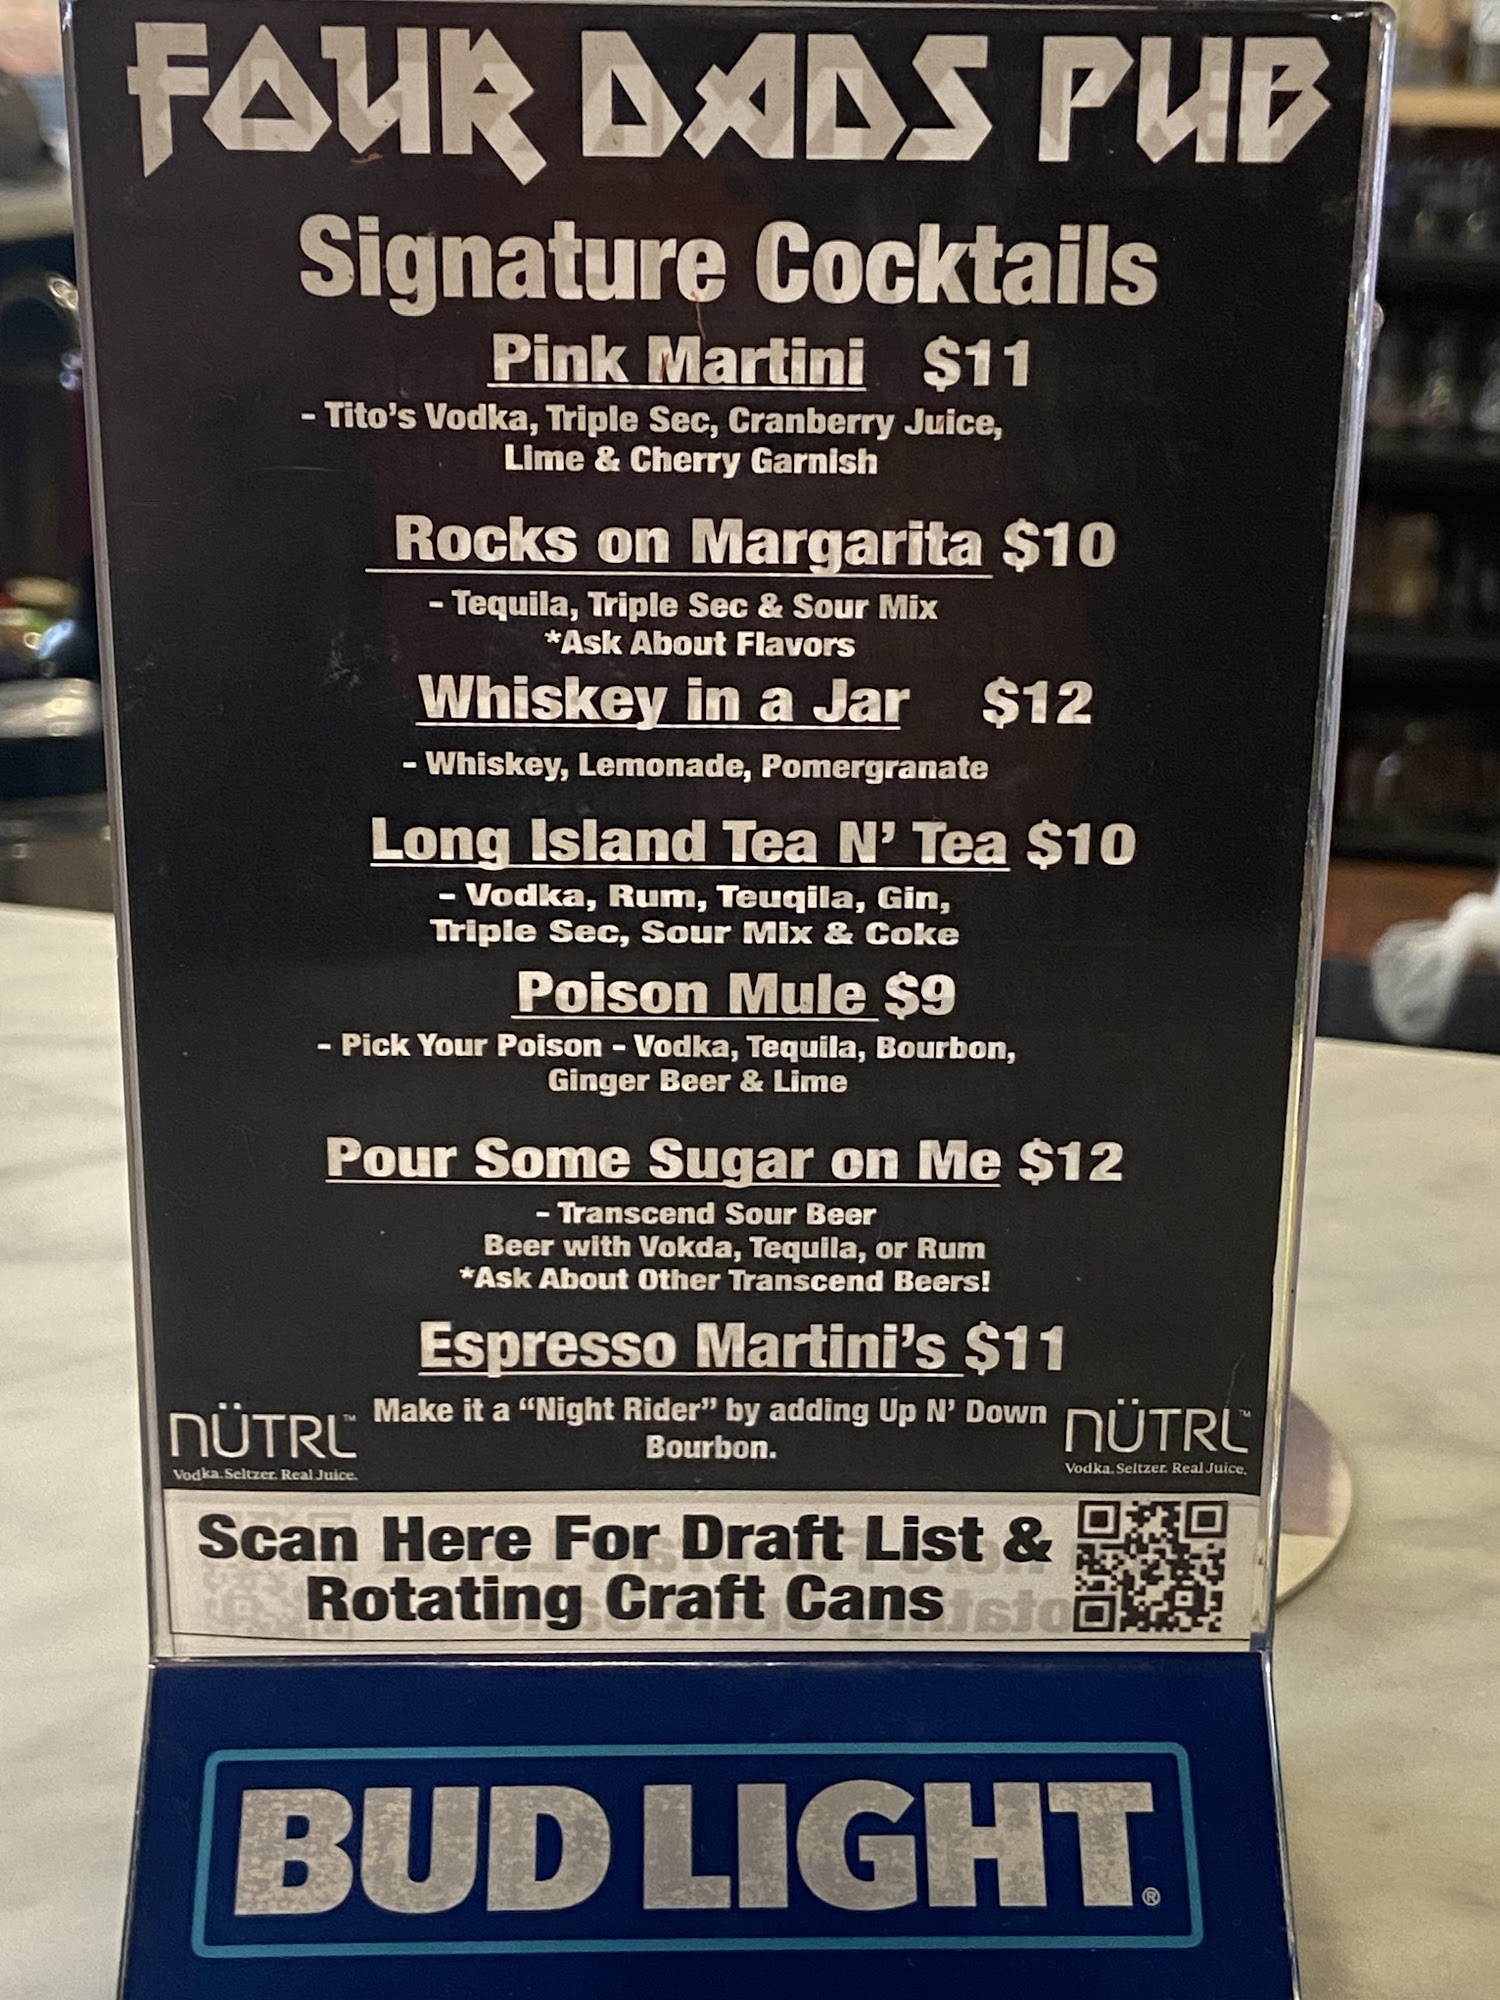 FOUR DADS PUB
Signature Cocktails
Pink Martini $11
- Tito's Vodka, Triple Sec, Cranberry Juice,
Lime & Cherry Garnish
Rocks on Margarita $10
- Tequila, Triple Sec & Sour Mix
*Ask About Flavors
Whiskey in a Jar $12
- Whiskey, Lemonade, Pomergranate
Long Island Tea N' Tea $10
- Vodka, Rum, Teuqila, Gin,
Triple Sec, Sour Mix & Coke
Poison Mule $9
- Pick Your Poison - Vodka, Tequila, Bourbon,
Ginger Beer & Lime
Pour Some Sugar on Me $12
- Transcend Sour Beer
Beer with Vokda, Tequila, or Rum
*Ask About Other Transcend Beers!
Espresso Martini's $11
Make it a “Night Rider” by adding Up N' Down
Bourbon.
NÜTRL™
Vodka. Seltzer. Real Juice.
NÜTRL™
Vodka. Seltzer. Real Juice.
Scan Here For Draft List &
Rotating Craft Cans
BUD LIGHT®